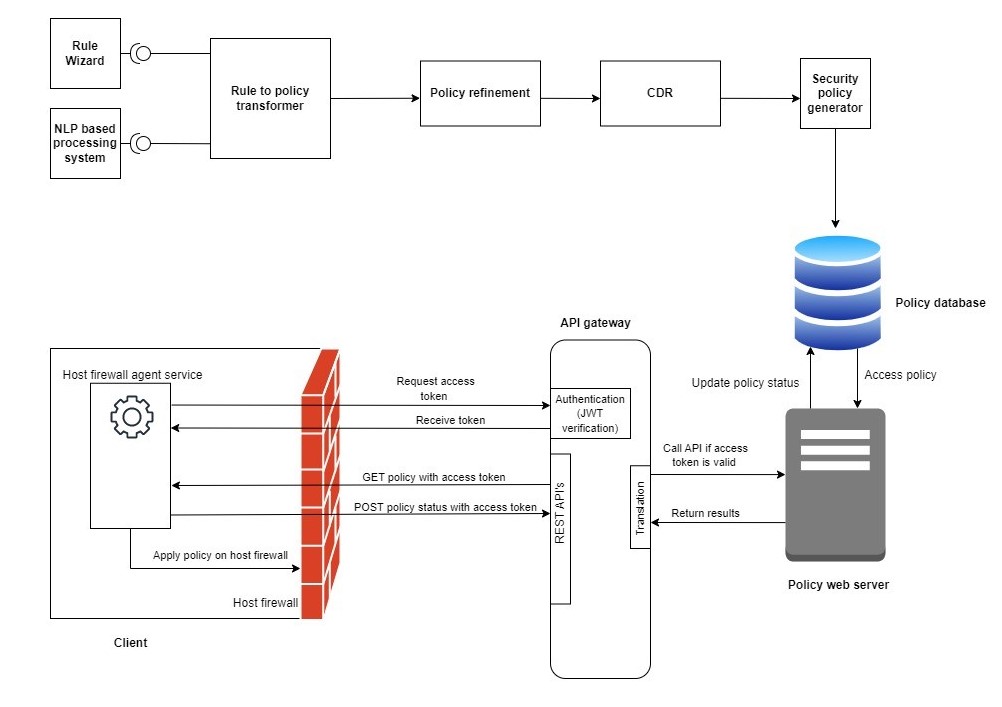 Rule
Wizard
NLP based
processing
system
Rule to policy
transformer
Policy refinement
CDR
Security
policy
generator
Policy database
API gateway
Update policy status
Access policy
Host firewall agent service
Request access
token
Receive token
Authentication
(JWT
verification)
GET policy with access token
POST policy status with access token
REST API's
Translation
Call API if access
token is valid
Return results
Apply policy on host firewall
Host firewall
Client
Policy web server